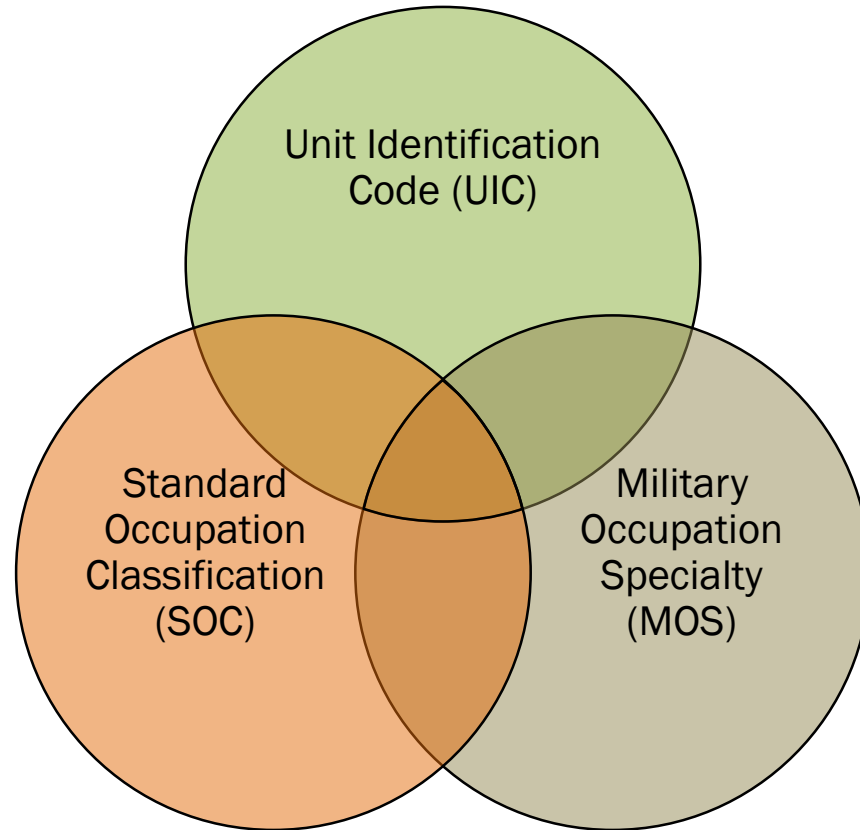 Unit Identification
Code (UIC)
Standard
Occupation
Classification
(SOC)
Military
Occupation
Specialty
(MOS)